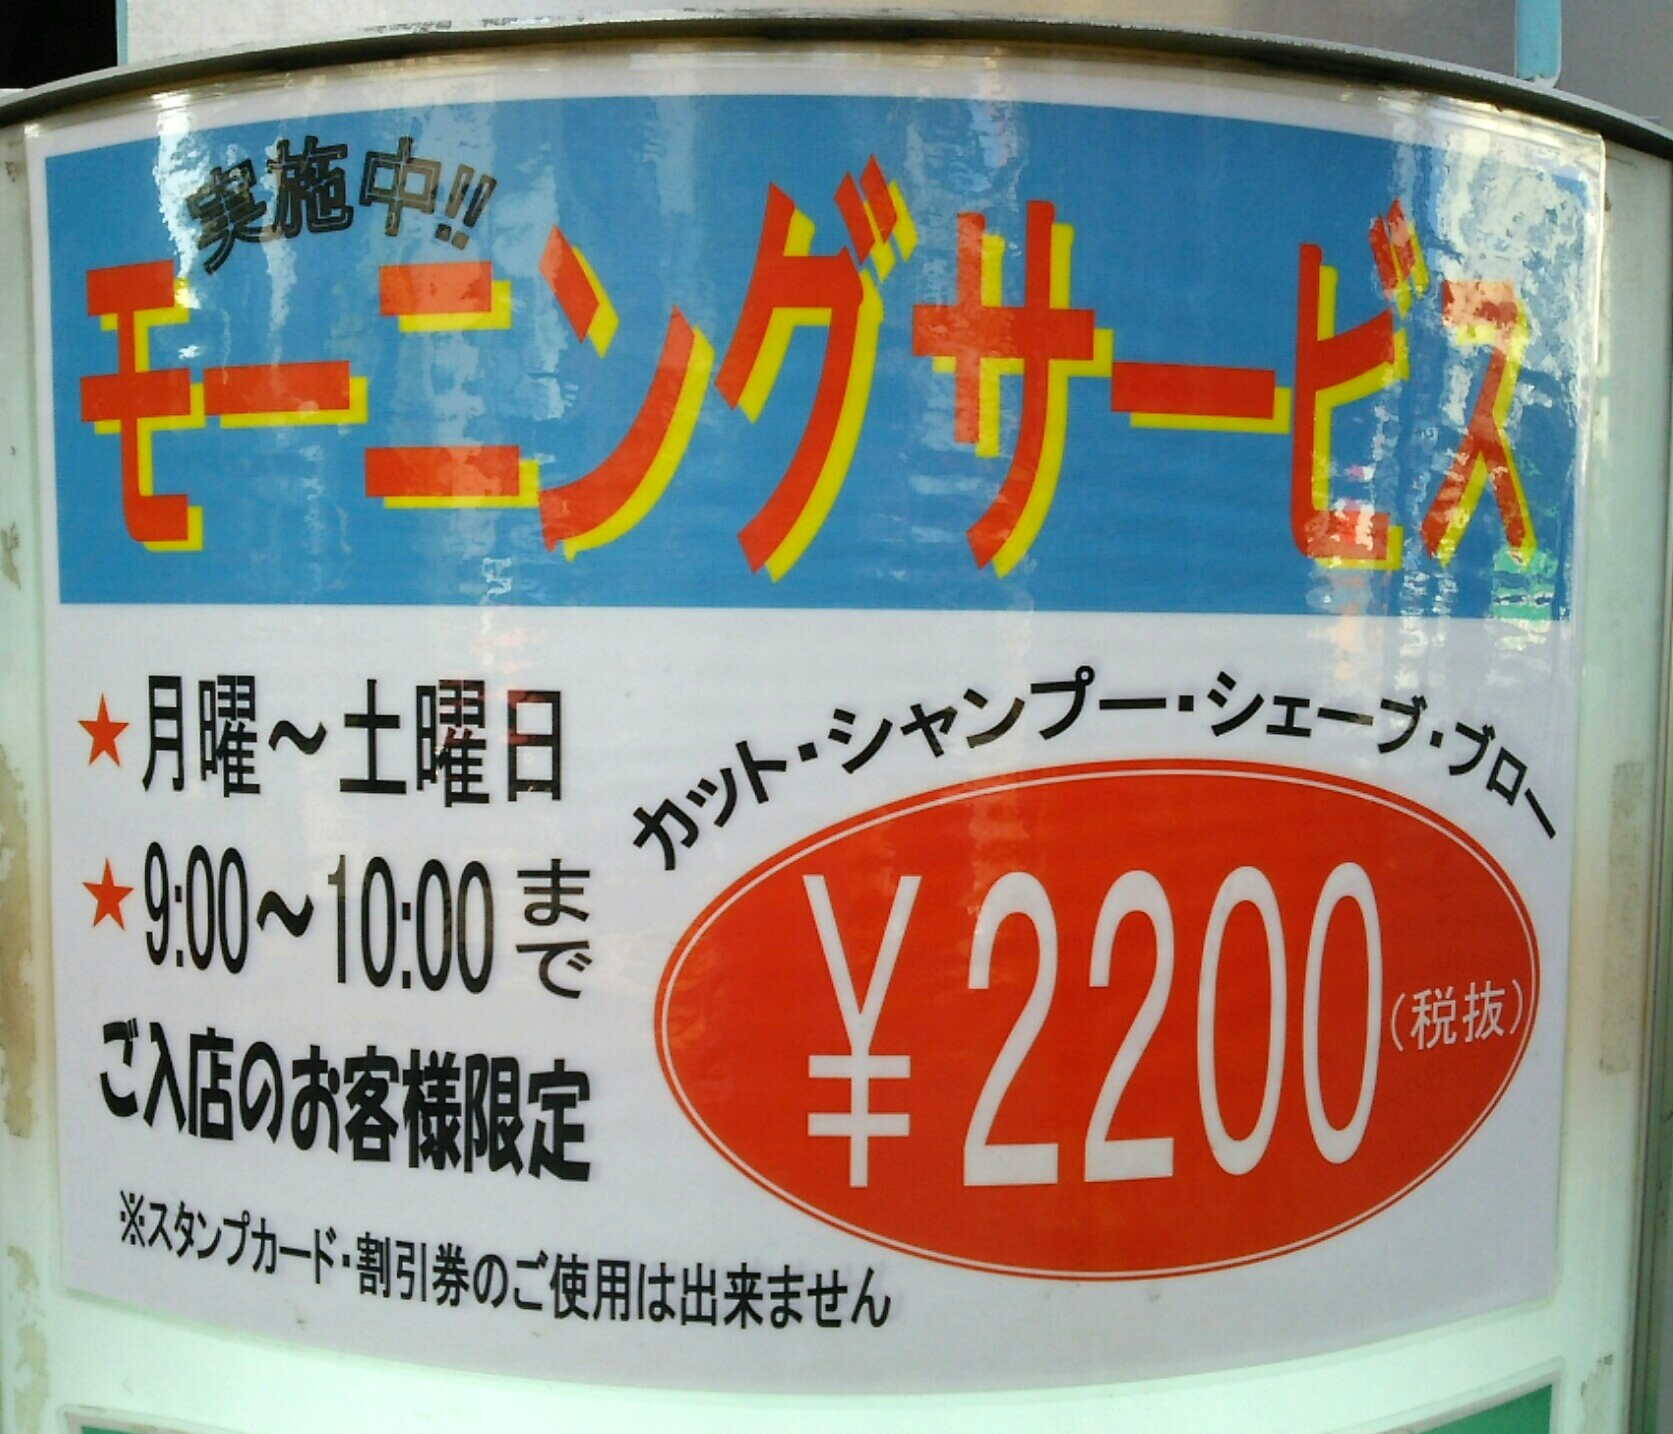 実施中!!
モーニングサービス
★月曜～土曜日
★9:00～10:00まで
ご入店のお客様限定
カット・シャンプー・シェーブ・ブロー
¥2200(税抜)
※スタンプカード・割引券のご使用は出来ません